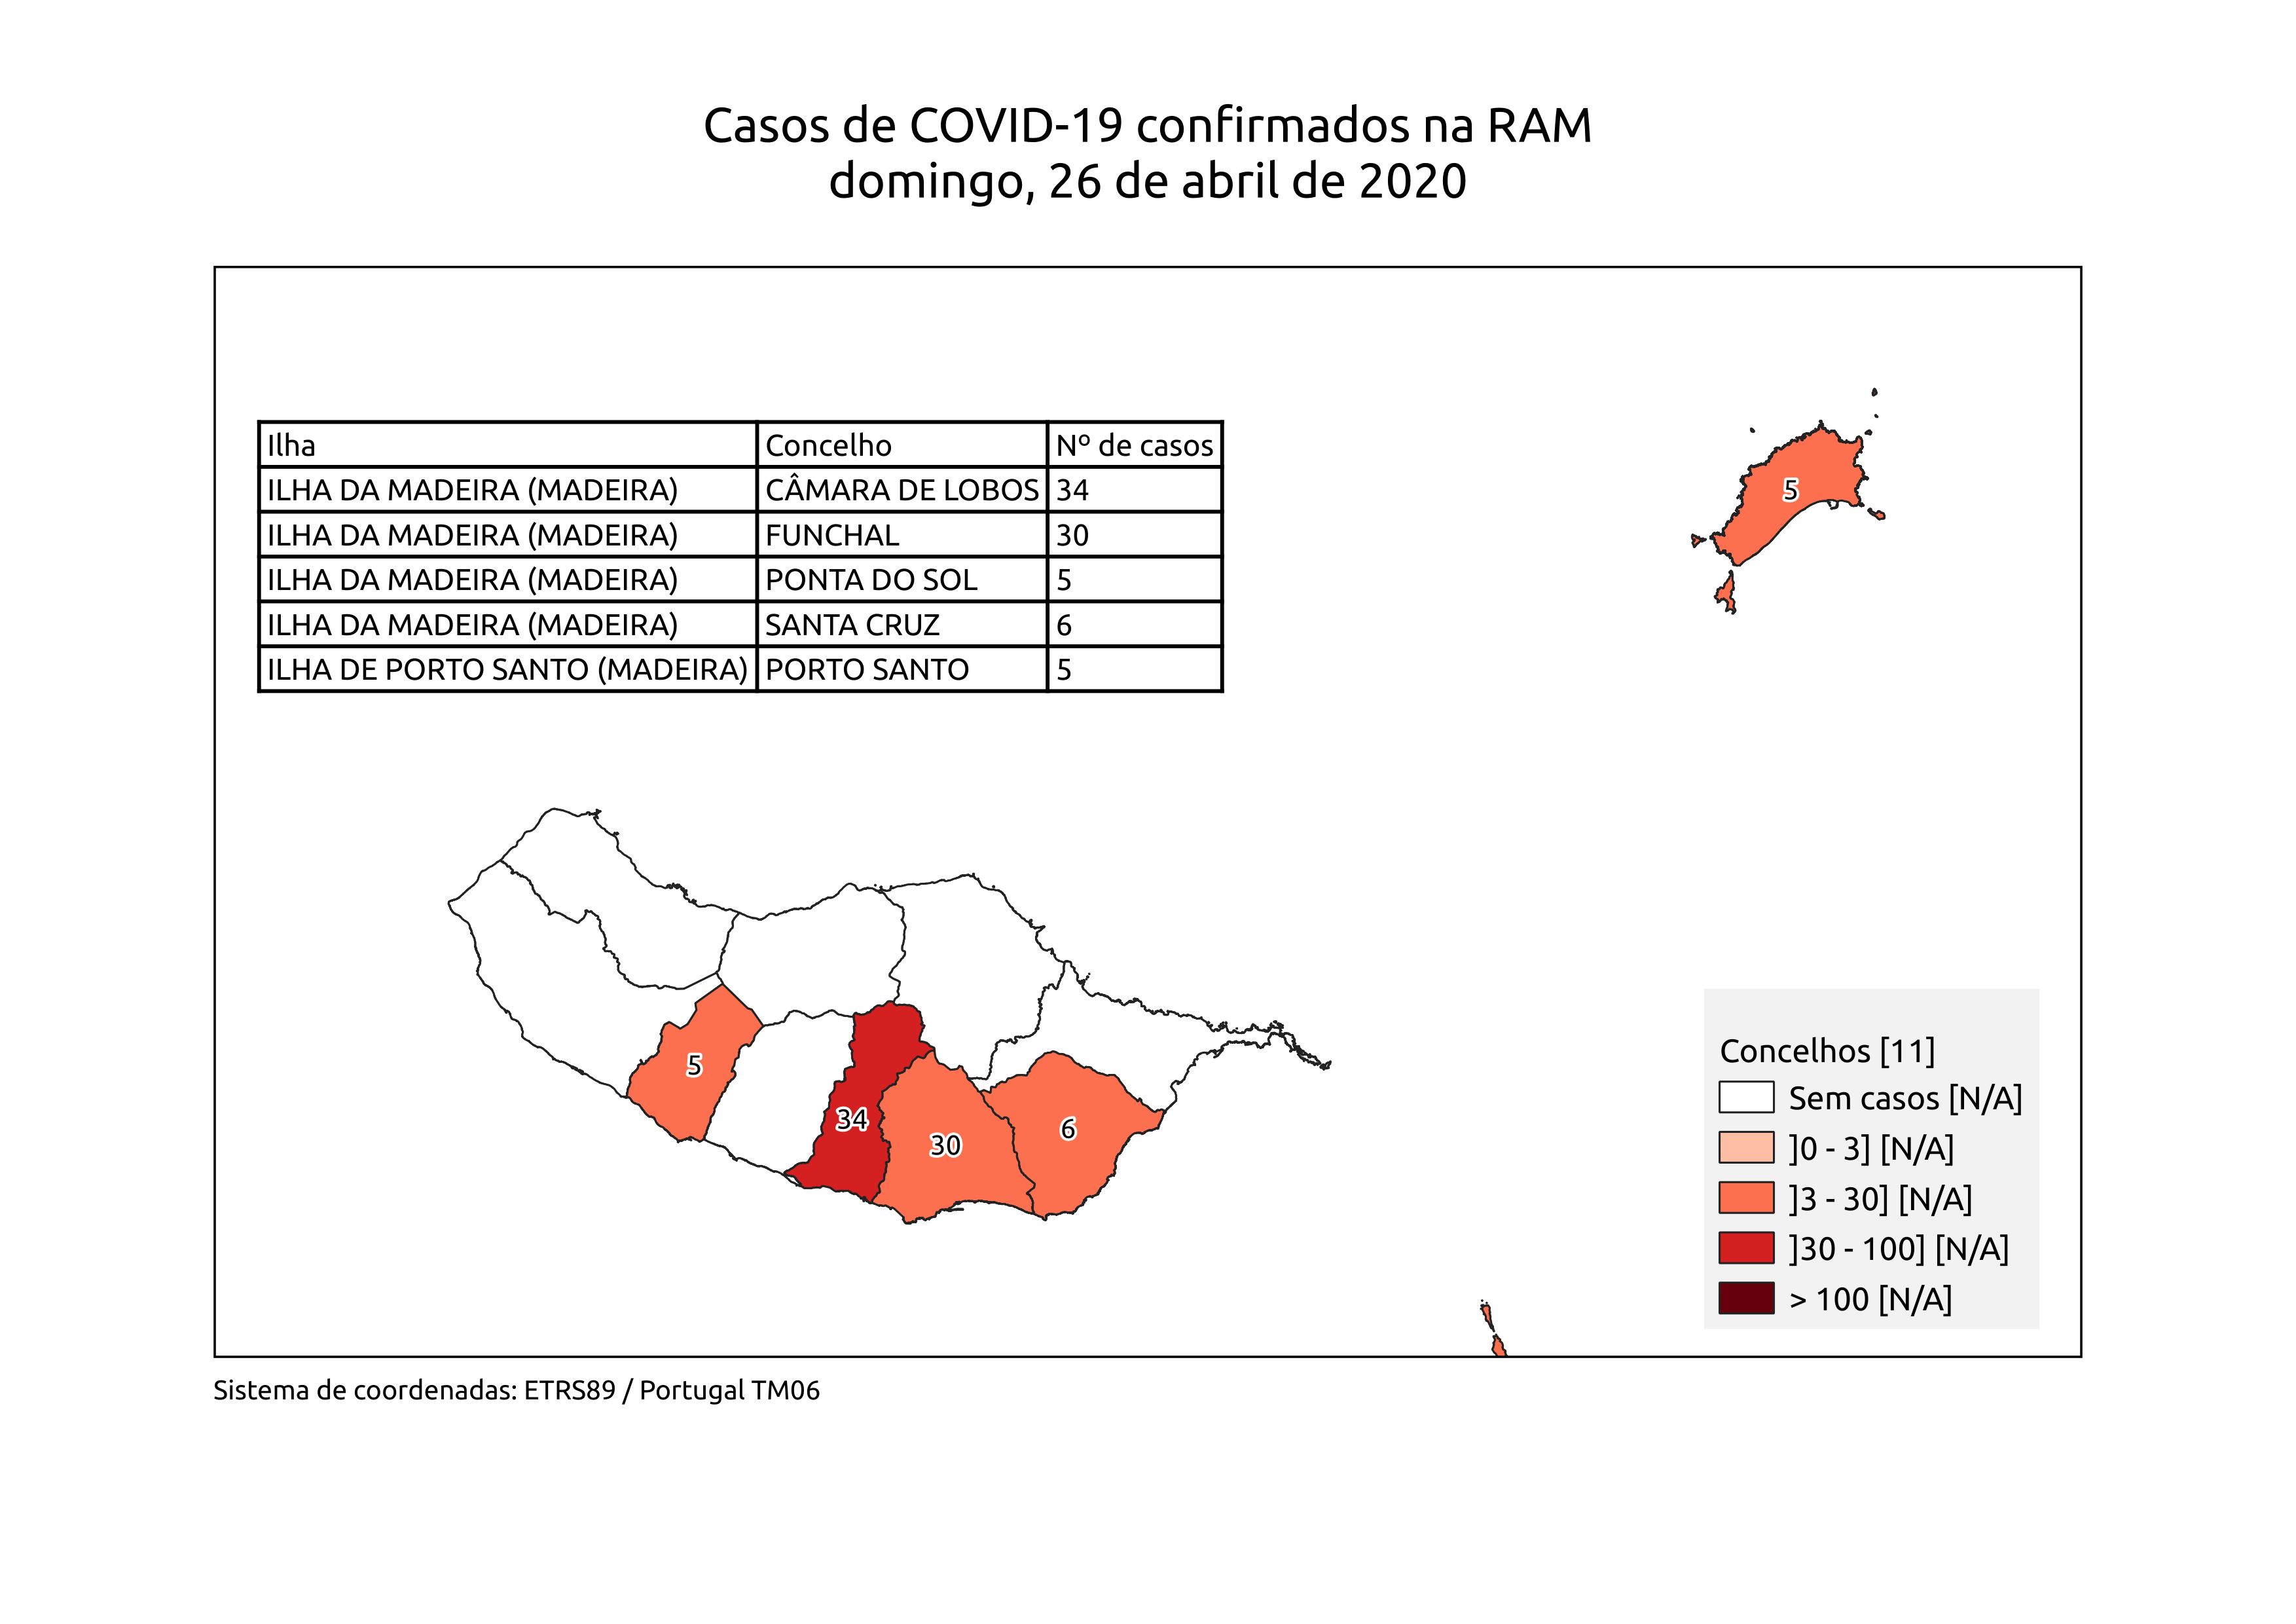 Casos de COVID-19 confirmados na RAM
domingo, 26 de abril de 2020
Ilha Concelho Nº de casos
ILHA DA MADEIRA (MADEIRA) CÂMARA DE LOBOS 34
ILHA DA MADEIRA (MADEIRA) FUNCHAL 30
ILHA DA MADEIRA (MADEIRA) PONTA DO SOL 5
ILHA DA MADEIRA (MADEIRA) SANTA CRUZ 6
ILHA DE PORTO SANTO (MADEIRA) PORTO SANTO 5
5
5
34
30
6
Concelhos [11]
Sem casos [N/A]
]0 - 3] [N/A]
]3 - 30] [N/A]
]30 - 100] [N/A]
> 100 [N/A]
Sistema de coordenadas: ETRS89 / Portugal TM06